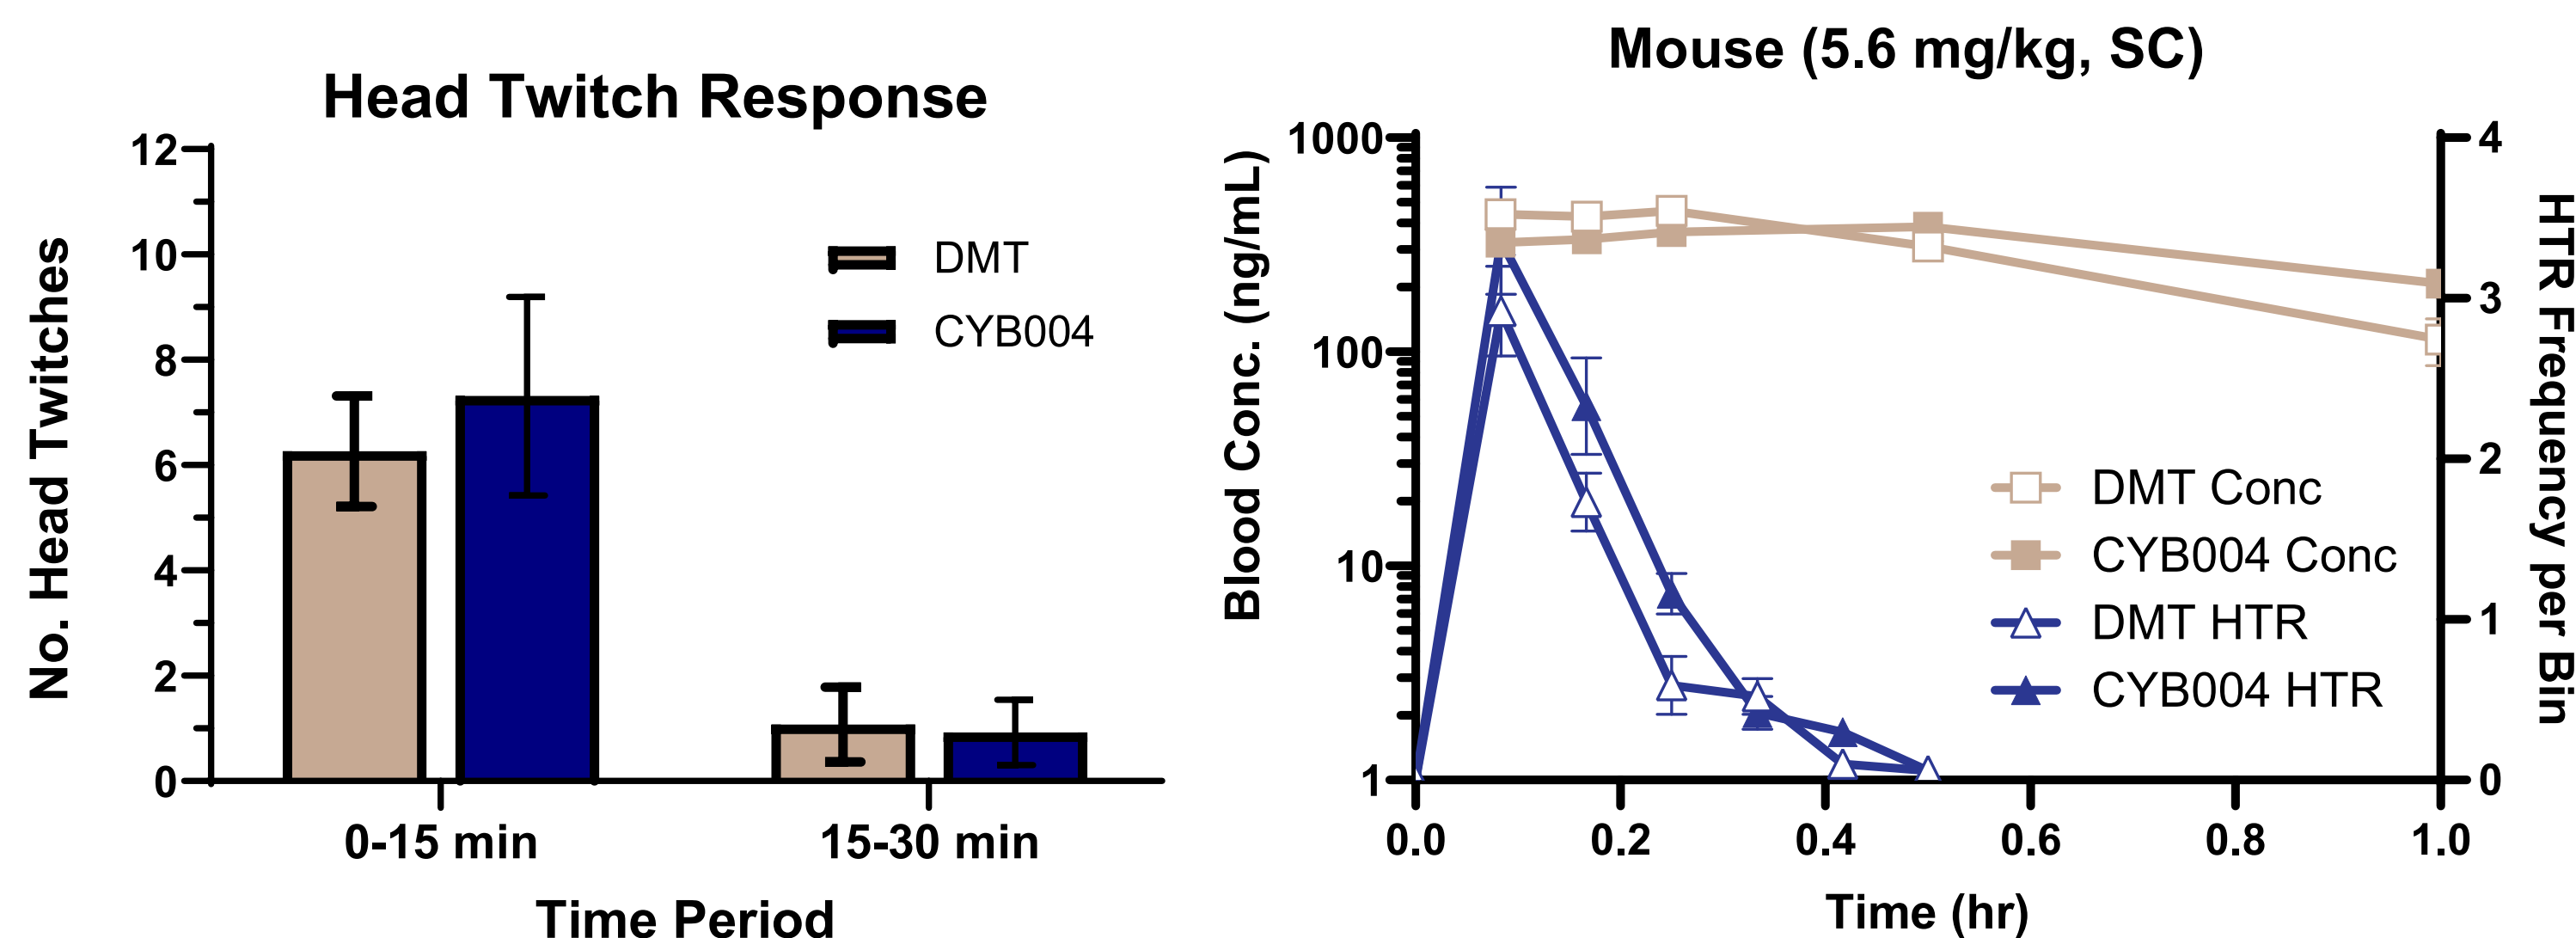 Head Twitch Response
No. Head Twitches
12
10
8
6
4
2
0
DMT
CYB004
0-15 min
15-30 min
Time Period
Mouse (5.6 mg/kg, SC)
Blood Conc. (ng/mL)
1000
100
10
1
4
3
2
1
0
HTR Frequency per Bin
DMT Conc
CYB004 Conc
DMT HTR
CYB004 HTR
0.0
0.2
0.4
0.6
0.8
1.0
Time (hr)